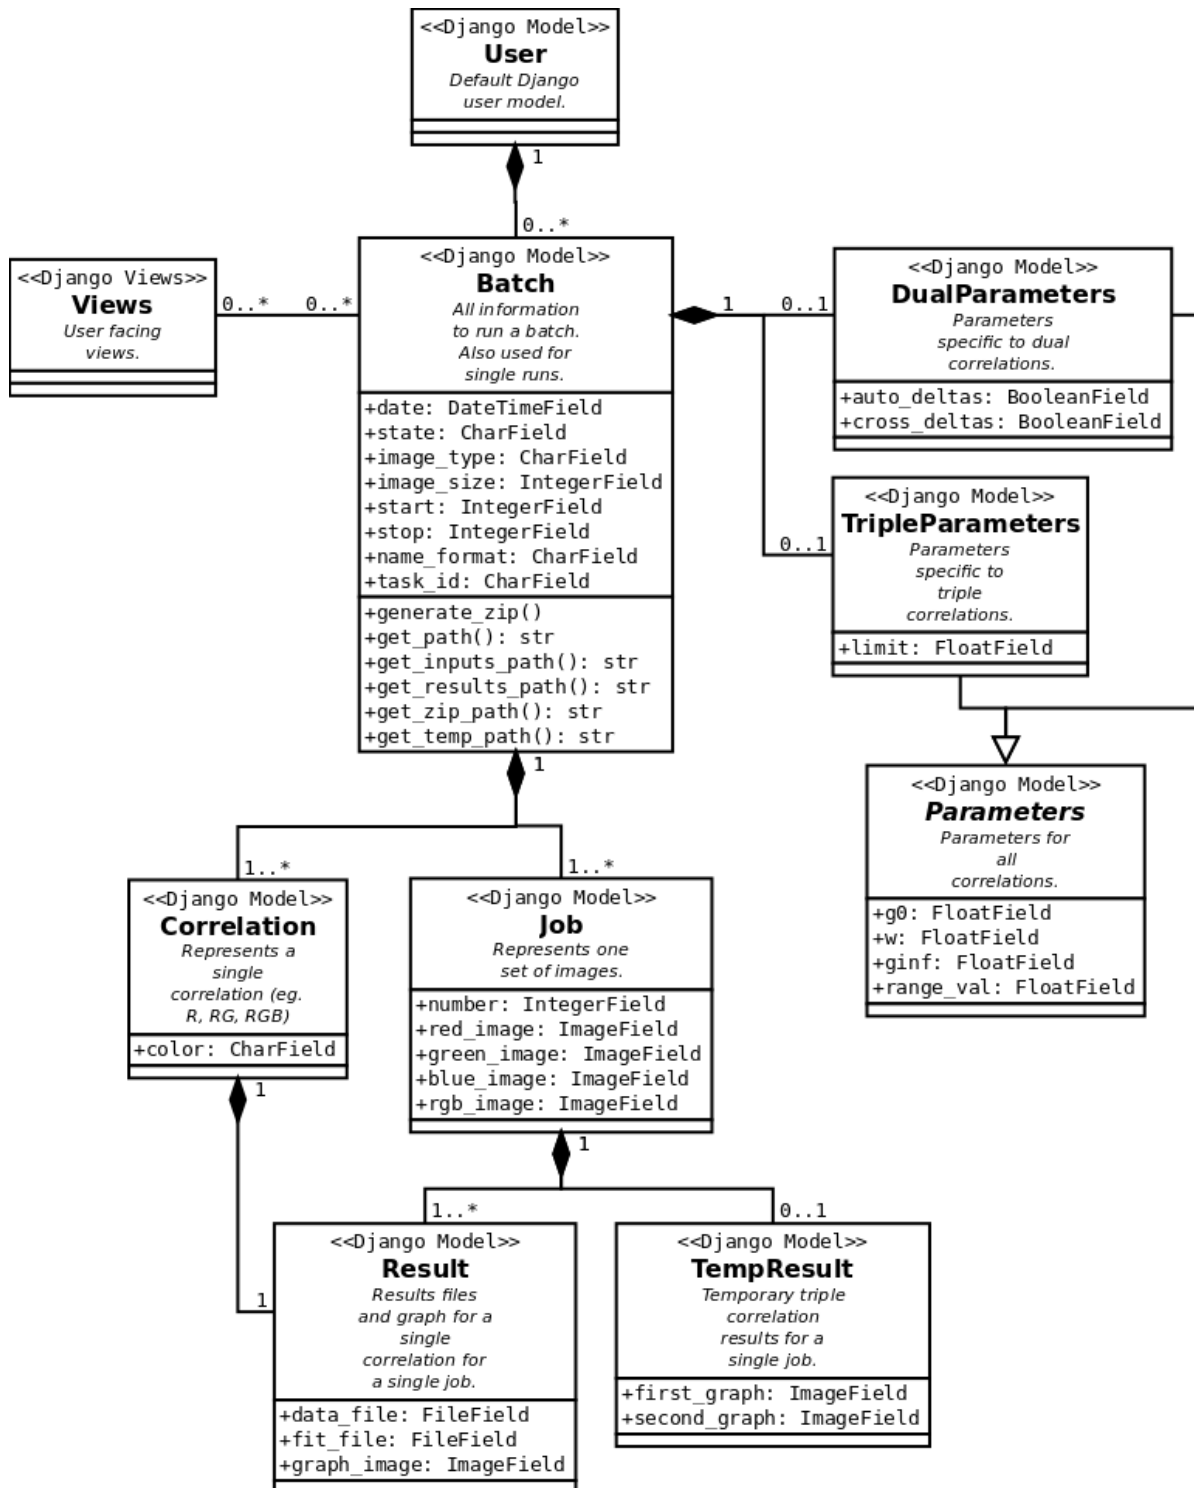 <<Django Model>>
User
Default Django
user model.
1
0..*
<<Django Views>>
Views
User facing
views.
0..*
0..*
<<Django Model>>
Batch
All information
to run a batch.
Also used for
single runs.
+date: DateTimeField
+state: CharField
+image_type: CharField
+image_size: IntegerField
+start: IntegerField
+stop: IntegerField
+name_format: CharField
+task_id: CharField
+generate_zip()
+get_path(): str
+get_inputs_path(): str
+get_results_path(): str
+get_zip_path(): str
+get_temp_path(): str
1
0..1
<<Django Model>>
DualParameters
Parameters
specific to dual
correlations.
+auto_deltas: BooleanField
+cross_deltas: BooleanField
0..1
<<Django Model>>
TripleParameters
Parameters
specific to
triple
correlations.
+limit: FloatField
<<Django Model>>
Parameters
Parameters for
all
correlations.
+g0: FloatField
+w: FloatField
+ginf: FloatField
+range_val: FloatField
1
1..*
1..*
<<Django Model>>
Correlation
Represents a
single
correlation (eg.
R, RG, RGB)
+color: CharField
1
<<Django Model>>
Job
Represents one
set of images.
+number: IntegerField
+red_image: ImageField
+green_image: ImageField
+blue_image: ImageField
+rgb_image: ImageField
1
1..*
0..1
1
<<Django Model>>
Result
Results files
and graph for a
single
correlation for
a single job.
+data_file: FileField
+fit_file: FileField
+graph_image: ImageField
<<Django Model>>
TempResult
Temporary triple
correlation
results for a
single job.
+first_graph: ImageField
+second_graph: ImageField